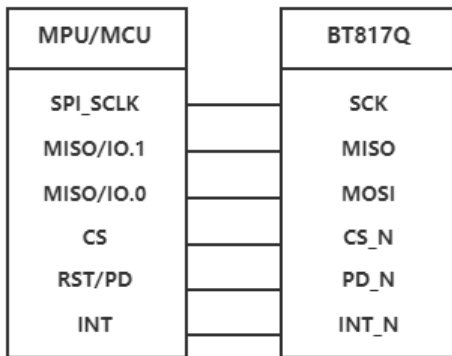 MPU/MCU BT817Q
SPI_SCLK SCK
MISO/IO.1 MISO
MISO/IO.0 MOSI
CS CS_N
RST/PD PD_N
INT INT_N